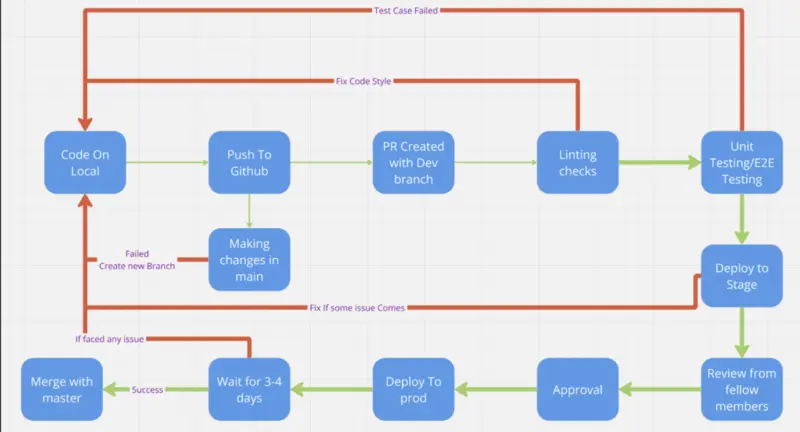 Test Case Failed
Fix Code Style
Code On
Local
Push To
Github
PR Created
with Dev
branch
Linting
checks
Unit
Testing/E2E
Testing
Failed
Create new Branch
Making
changes in
main
Deploy to
Stage
Fix If some issue Comes
If faced any issue
Merge with
master
Success
Wait for 3-4
days
Deploy To
prod
Approval
Review from
fellow
members